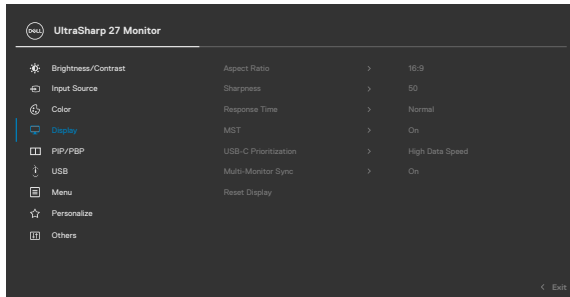 DELL UltraSharp 27 Monitor
Brightness/Contrast Aspect Ratio > 16:9
Input Source Sharpness > 50
Color Response Time > Normal
Display MST > On
PIP/PBP USB-C Prioritization > High Data Speed
USB Multi-Monitor Sync > On
Menu Reset Display
Personalize
Others
< Exit